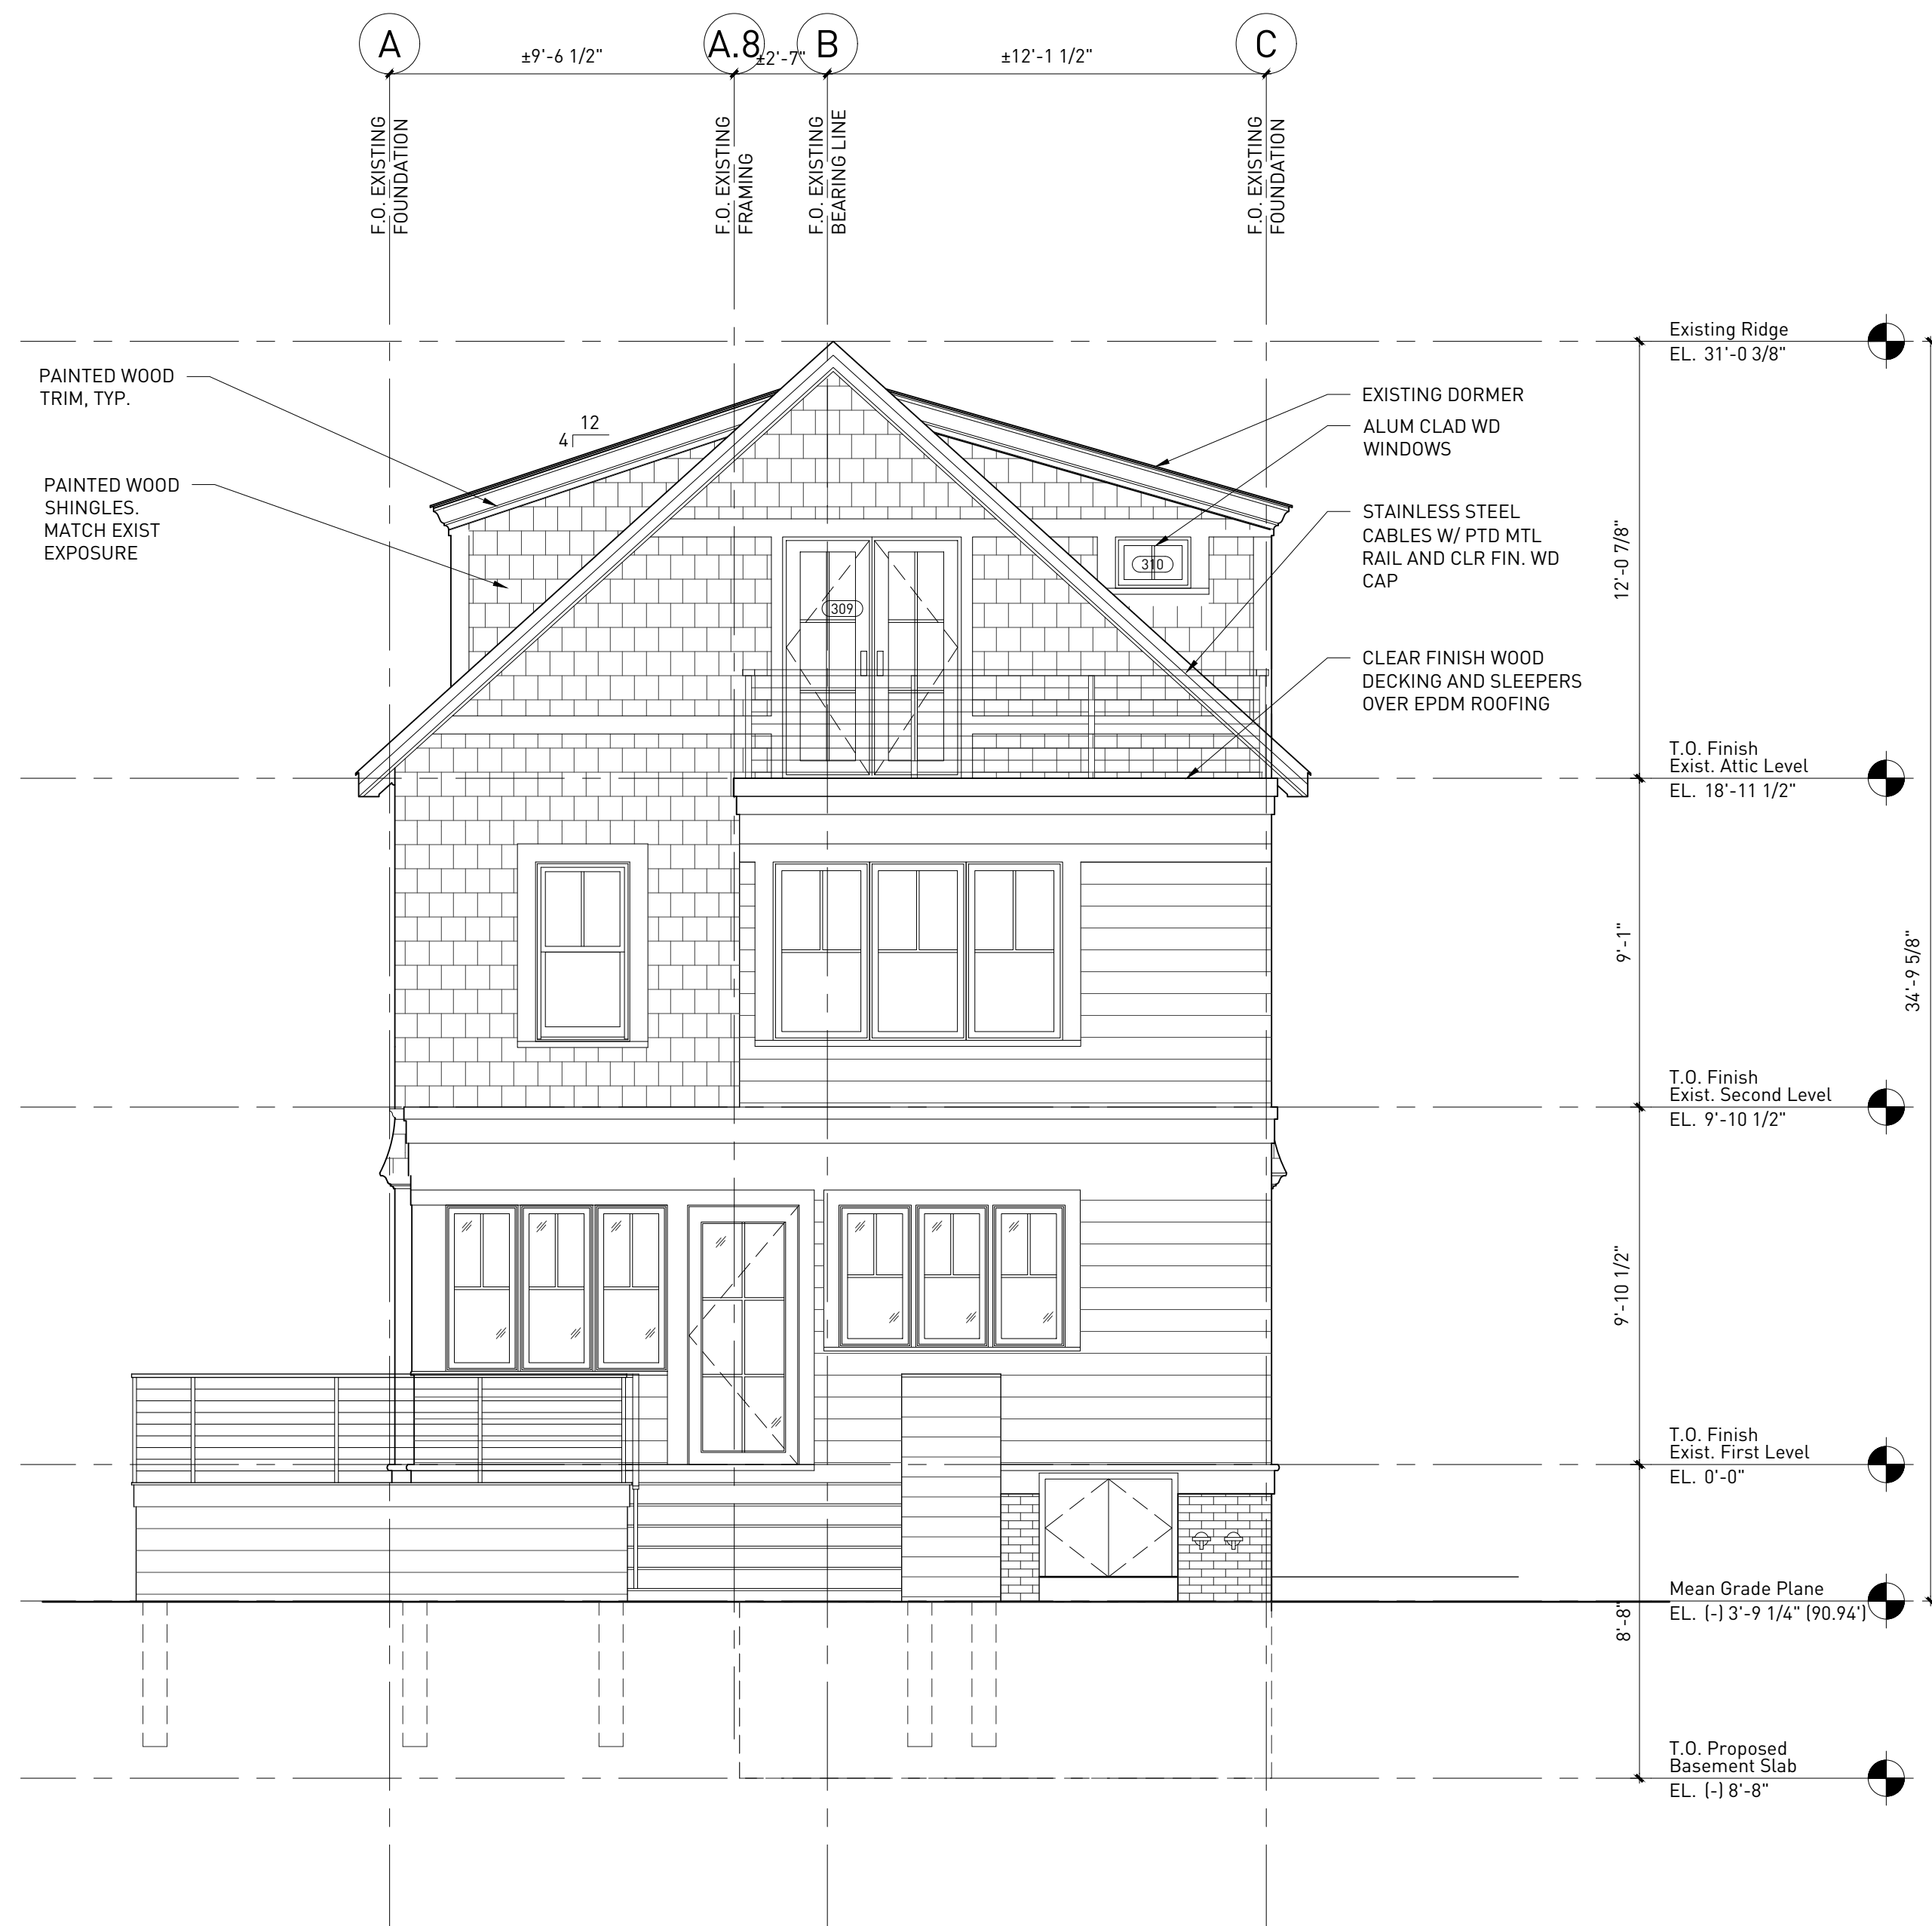 A
A.8
B
C
±9'-6 1/2"
±2'-7"
±12'-1 1/2"
F.O. EXISTING
FOUNDATION
F.O. EXISTING
FRAMING
F.O. EXISTING
BEARING LINE
F.O. EXISTING
FOUNDATION
PAINTED WOOD
TRIM, TYP.
12
4
PAINTED WOOD
SHINGLES.
MATCH EXIST
EXPOSURE
EXISTING DORMER
ALUM CLAD WD
WINDOWS
STAINLESS STEEL
CABLES W/ PTD MTL
RAIL AND CLR FIN. WD
CAP
CLEAR FINISH WOOD
DECKING AND SLEEPERS
OVER EPDM ROOFING
309
310
Existing Ridge
EL. 31'-0 3/8"
12'-0 7/8"
T.O. Finish
Exist. Attic Level
EL. 18'-11 1/2"
9'-1"
34'-9 5/8"
T.O. Finish
Exist. Second Level
EL. 9'-10 1/2"
9'-10 1/2"
T.O. Finish
Exist. First Level
EL. 0'-0"
Mean Grade Plane
EL. (-) 3'-9 1/4" (90.94')
8'-8"
T.O. Proposed
Basement Slab
EL. (-) 8'-8"